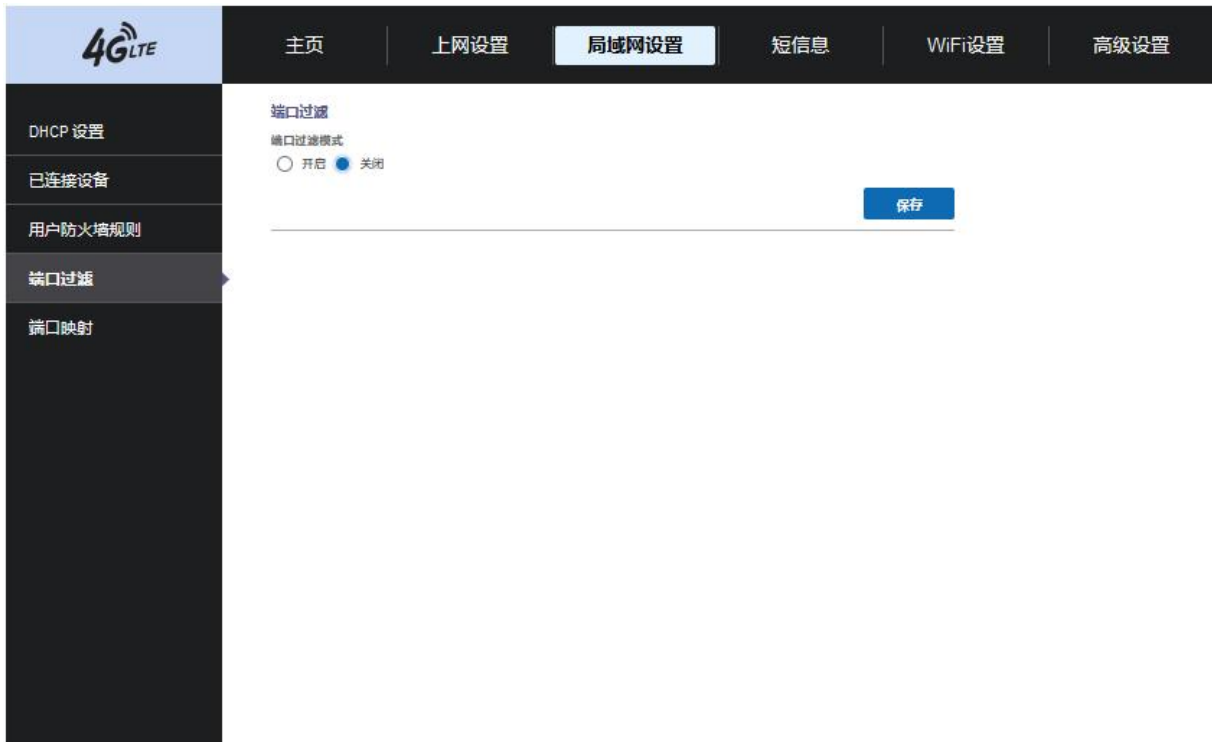 4G LTE
主页 上网设置 局域网设置 短信息 WiFi设置 高级设置
DHCP 设置
已连接设备
用户防火墙规则
端口过滤
端口映射
端口过滤
端口过滤模式
开启 关闭
保存